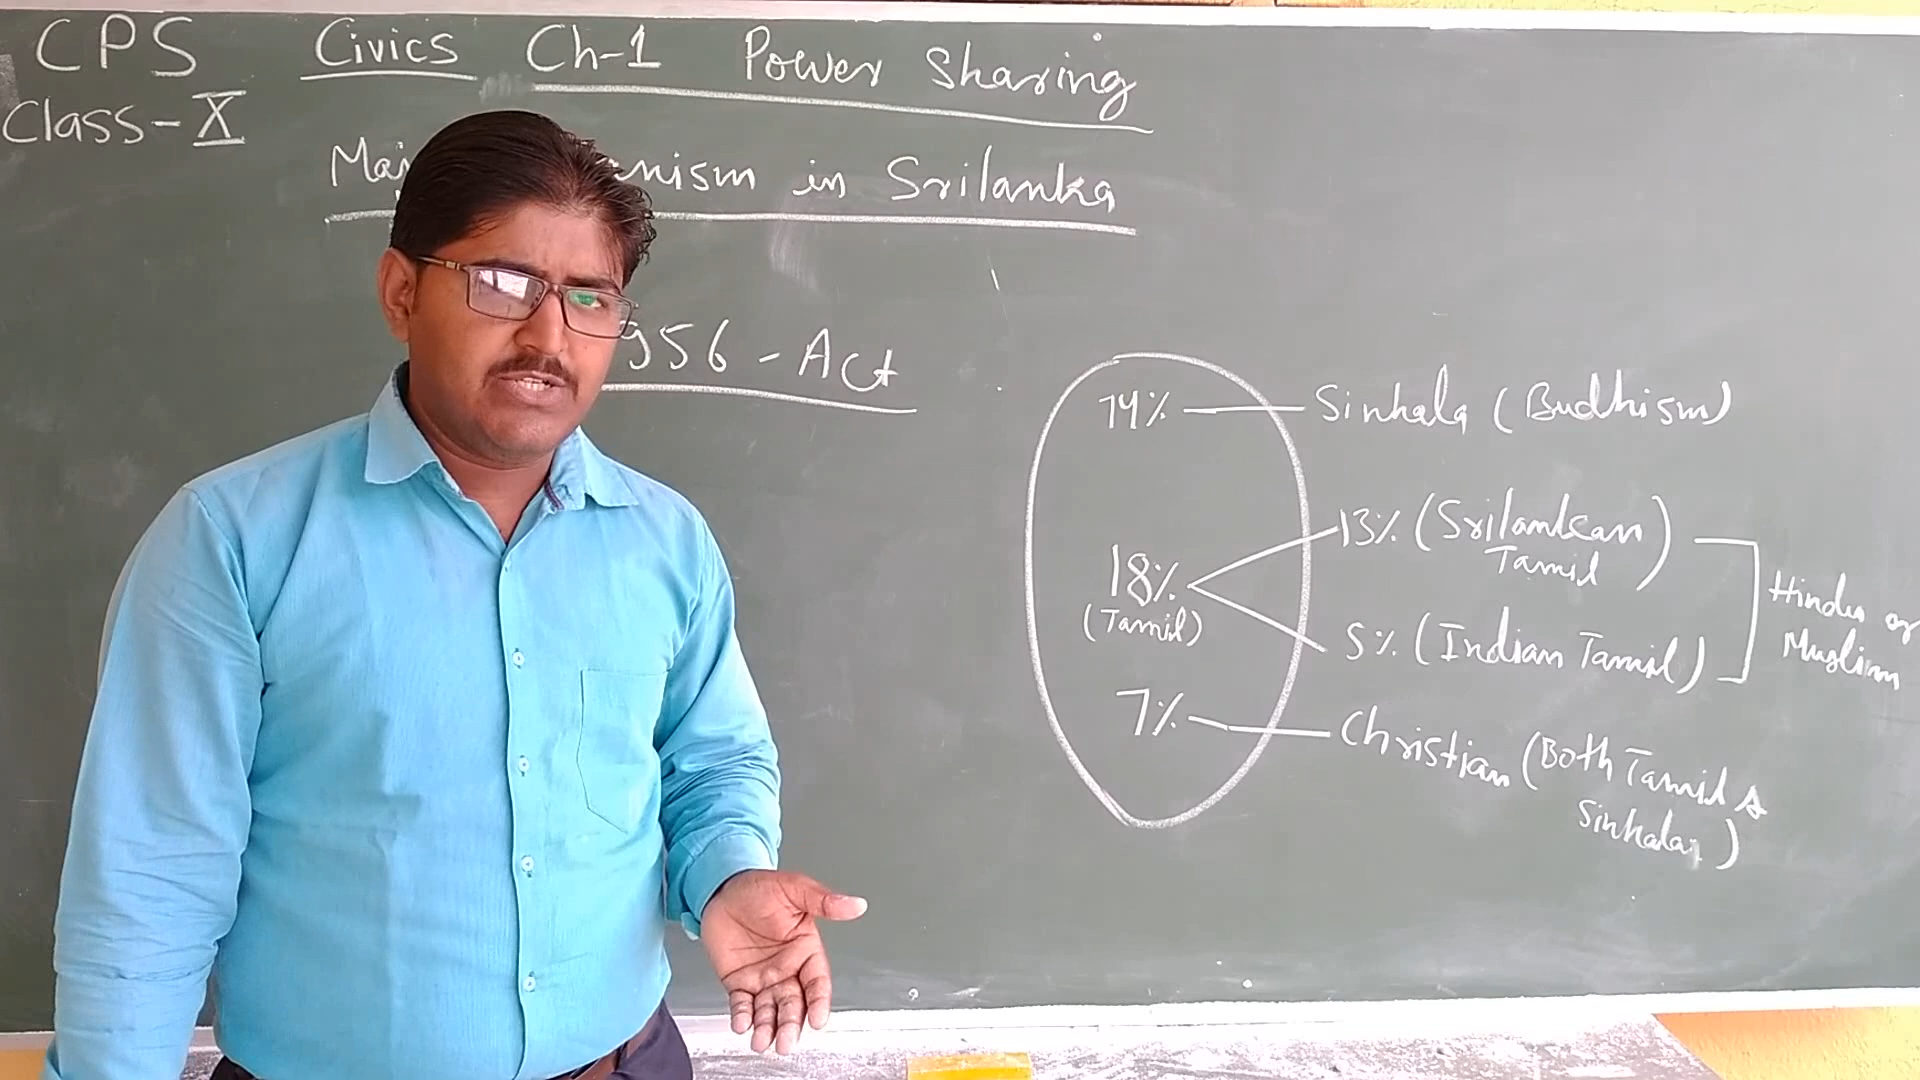 CPS Civics Ch-1 Power Sharing
Class-X
Maj nism in Srilanka
956 - Act
74% Sinhala (Budhism)
13% (Srilankan
Tamil)
18%
(Tamil)
5% (Indian Tamil)
Hindu or
Muslim
7% Christian (Both Tamil &
Sinhala)